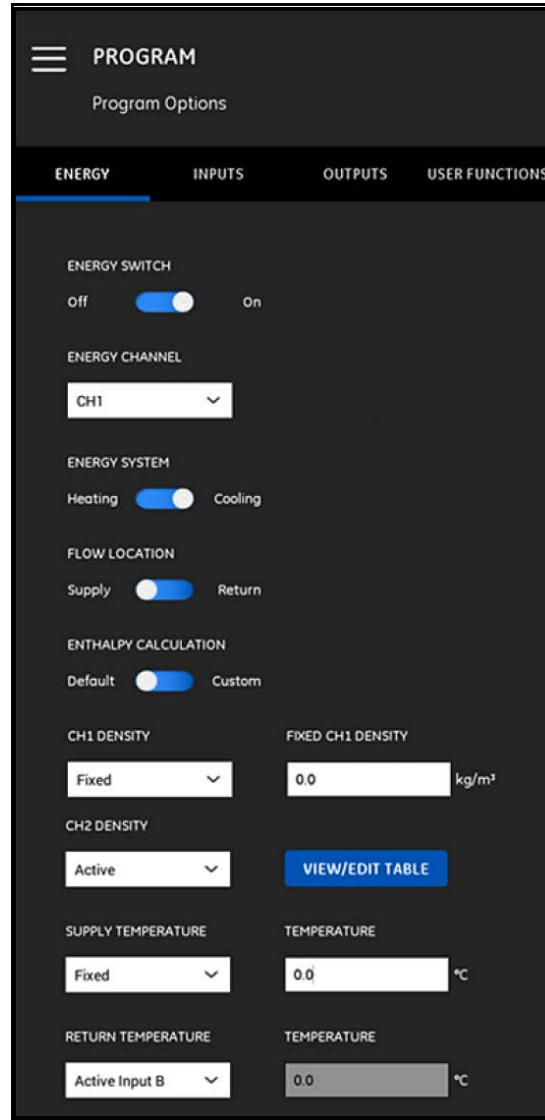 PROGRAM
Program Options
ENERGY INPUTS OUTPUTS USER FUNCTIONS
ENERGY SWITCH
Off On
ENERGY CHANNEL
CH1
ENERGY SYSTEM
Heating Cooling
FLOW LOCATION
Supply Return
ENTHALPY CALCULATION
Default Custom
CH1 DENSITY FIXED CH1 DENSITY
Fixed 0.0 kg/m³
CH2 DENSITY
Active VIEW/EDIT TABLE
SUPPLY TEMPERATURE TEMPERATURE
Fixed 0.0 °C
RETURN TEMPERATURE TEMPERATURE
Active Input B 0.0 °C